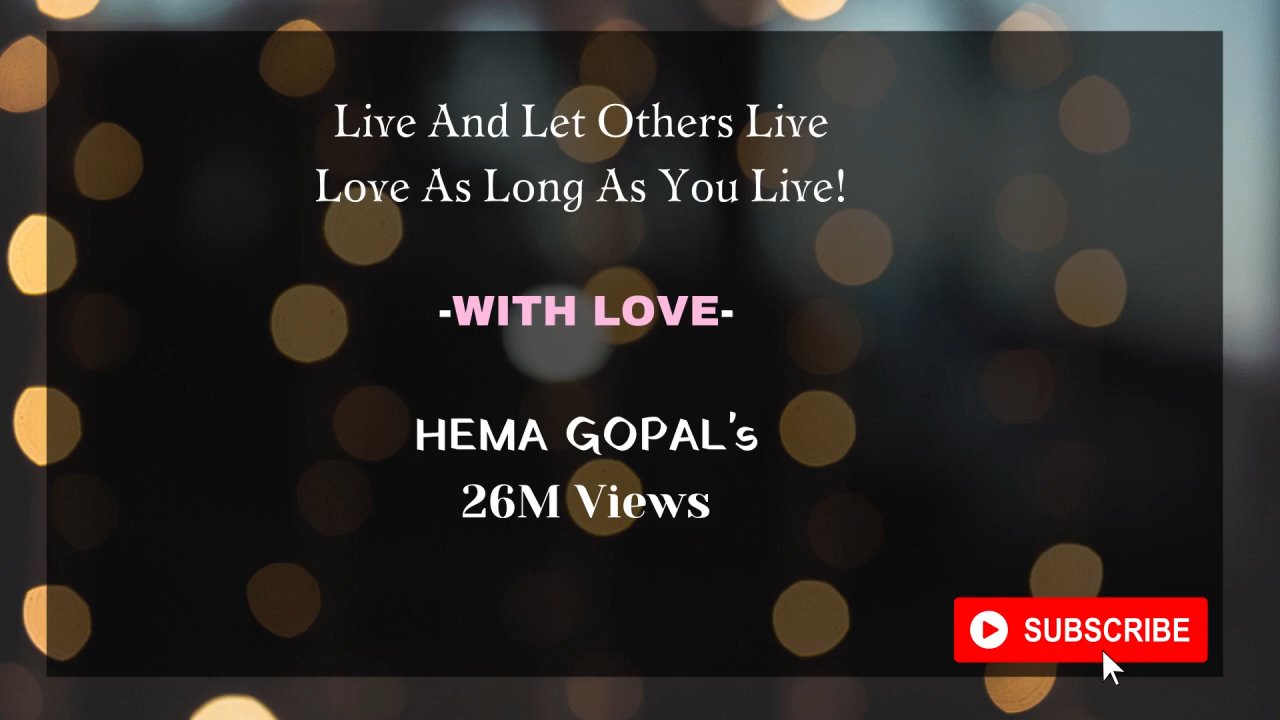 Live And Let Others Live
Love As Long As You Live!
-WITH LOVE-
HEMA GOPAL's
26M Views
SUBSCRIBE